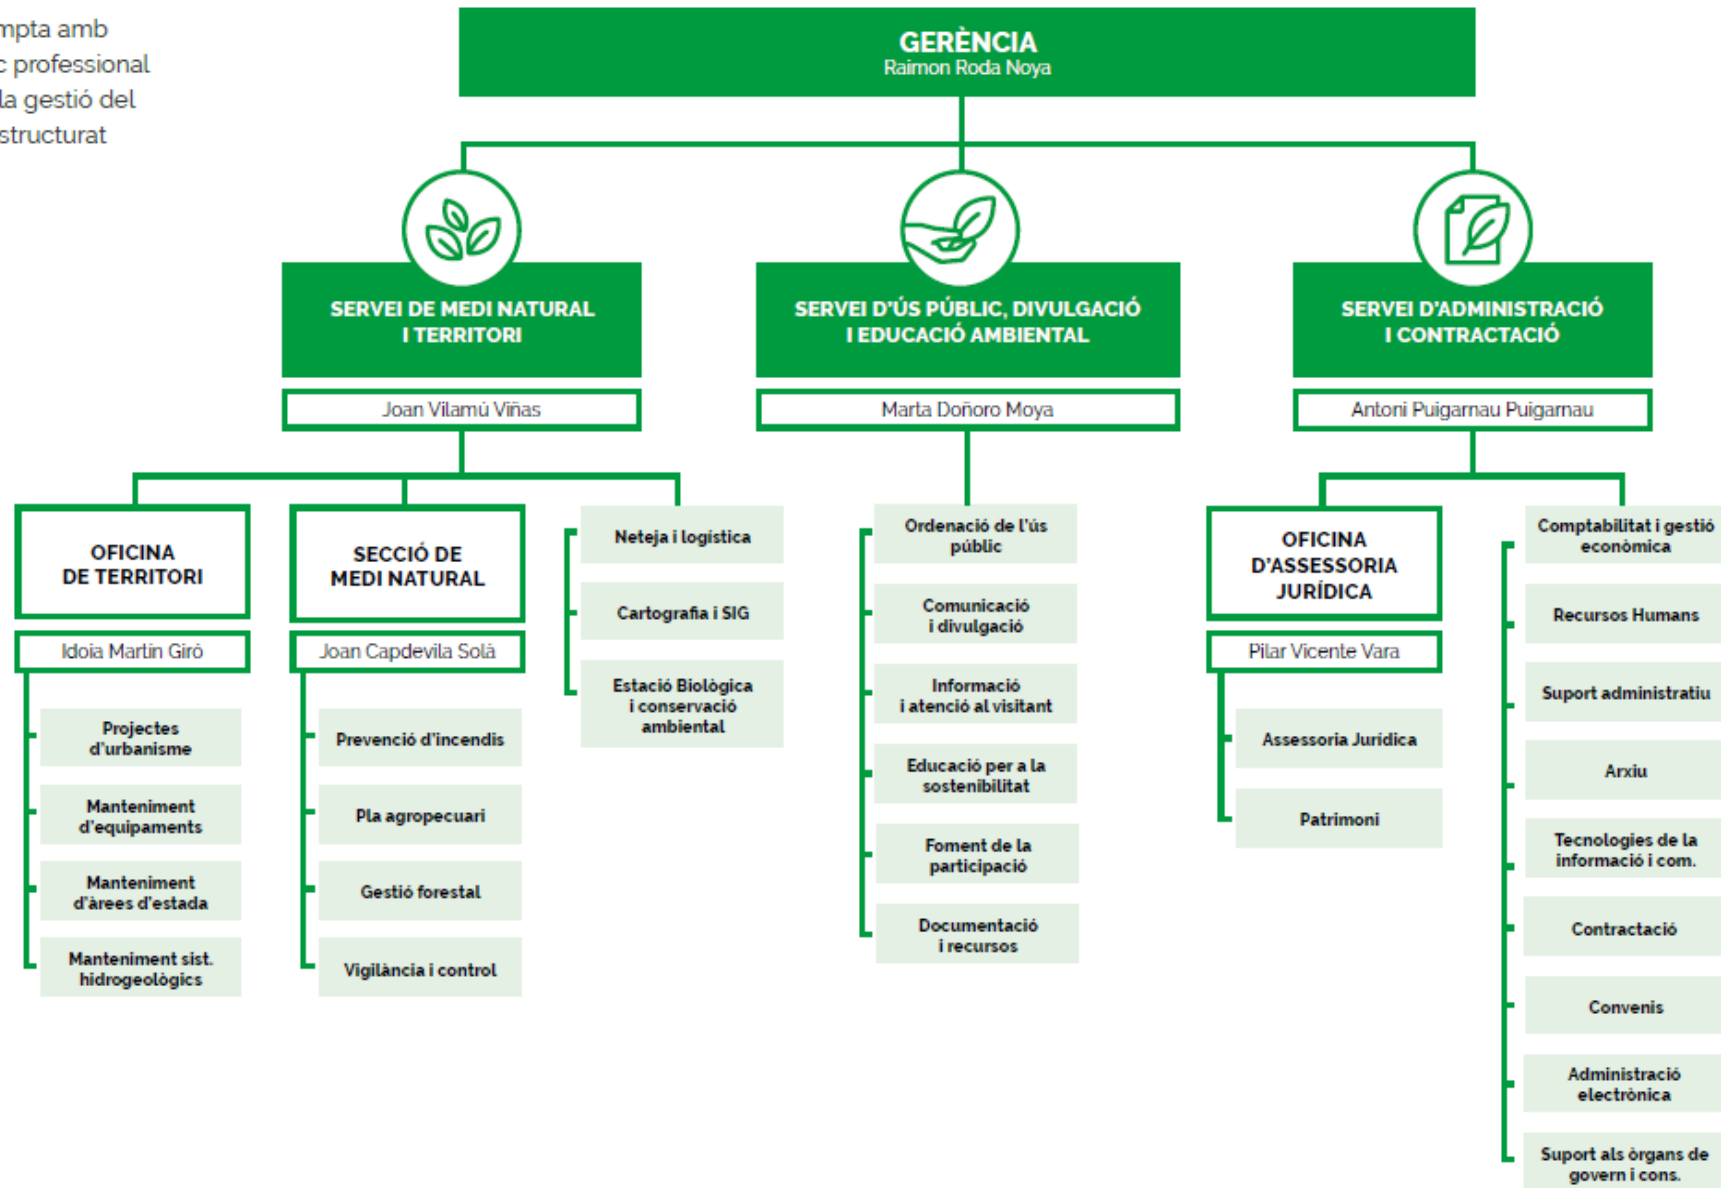 mpta amb
c professional
la gestió del
structurat
GERÈNCIA
Raimon Roda Noya
SERVEI DE MEDI NATURAL
I TERRITORI
Joan Vilamú Viñas
SERVEI D'ÚS PÚBLIC, DIVULGACIÓ
I EDUCACIÓ AMBIENTAL
Marta Doñoro Moya
SERVEI D'ADMINISTRACIÓ
I CONTRACTACIÓ
Antoni Puigarnau Puigarnau
OFICINA
DE TERRITORI
Idoia Martín Giró
Projectes
d'urbanisme
Manteniment
d'equipaments
Manteniment
d'àrees d'estada
Manteniment sist.
hidrogeològics
SECCIÓ DE
MEDI NATURAL
Joan Capdevila Solà
Prevenció d'incendis
Pla agropecuari
Gestió forestal
Vigilància i control
Neteja i logística
Cartografia i SIG
Estació Biològica
i conservació
ambiental
Ordenació de l'ús
públic
Comunicació
i divulgació
Informació
i atenció al visitant
Educació per a la
sostenibilitat
Foment de la
participació
Documentació
i recursos
OFICINA
D'ASSESSORIA
JURÍDICA
Pilar Vicente Vara
Assessoria Jurídica
Patrimoni
Comptabilitat i gestió
econòmica
Recursos Humans
Suport administratiu
Arxiu
Tecnologies de la
informació i com.
Contractació
Convenis
Administració
electrònica
Suport als òrgans de
govern i cons.